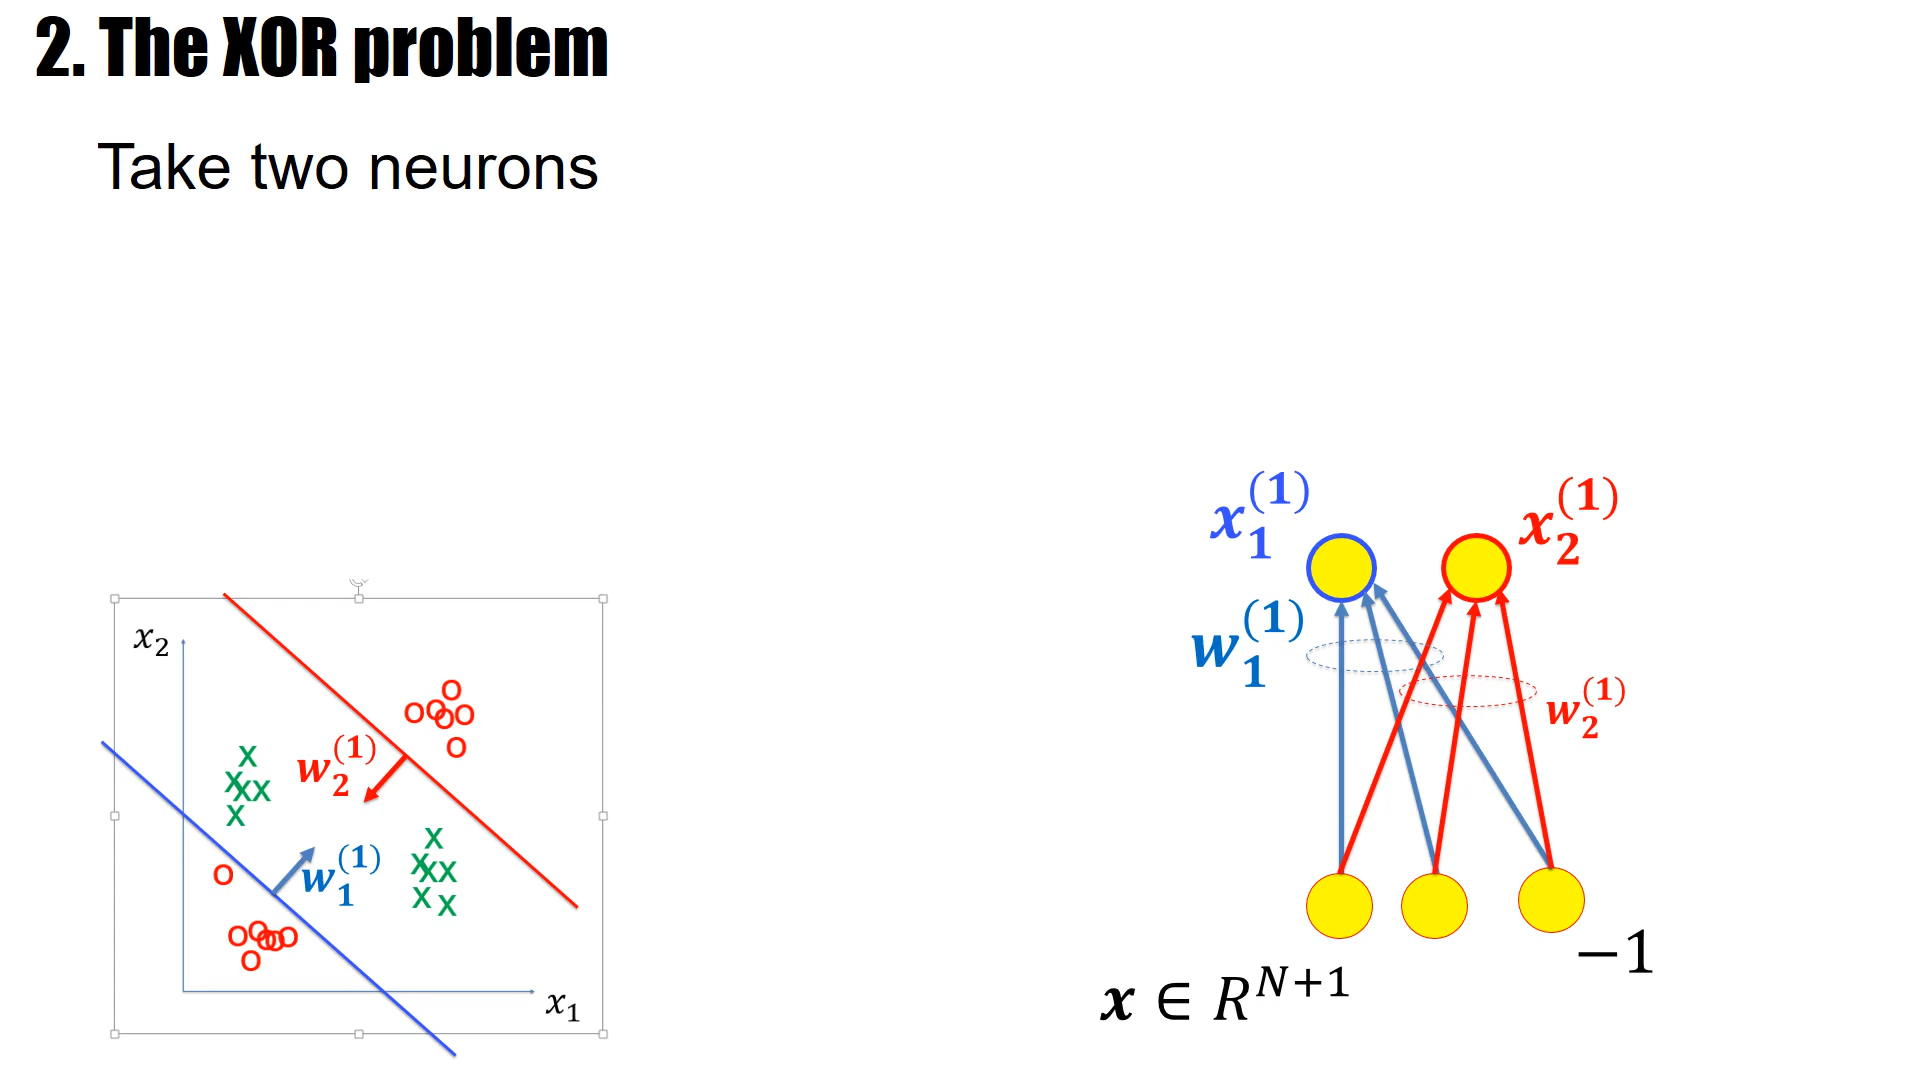 2. The XOR problem
Take two neurons
x₁⁽¹⁾
x₂⁽¹⁾
w₁⁽¹⁾
w₂⁽¹⁾
x₂
O
O O O O
O
w₂⁽¹⁾
X
X X X
X
X
X X X
X X
w₁⁽¹⁾
O
O O O O O
O
x₁
−1
x ∈ Rᴺ⁺¹